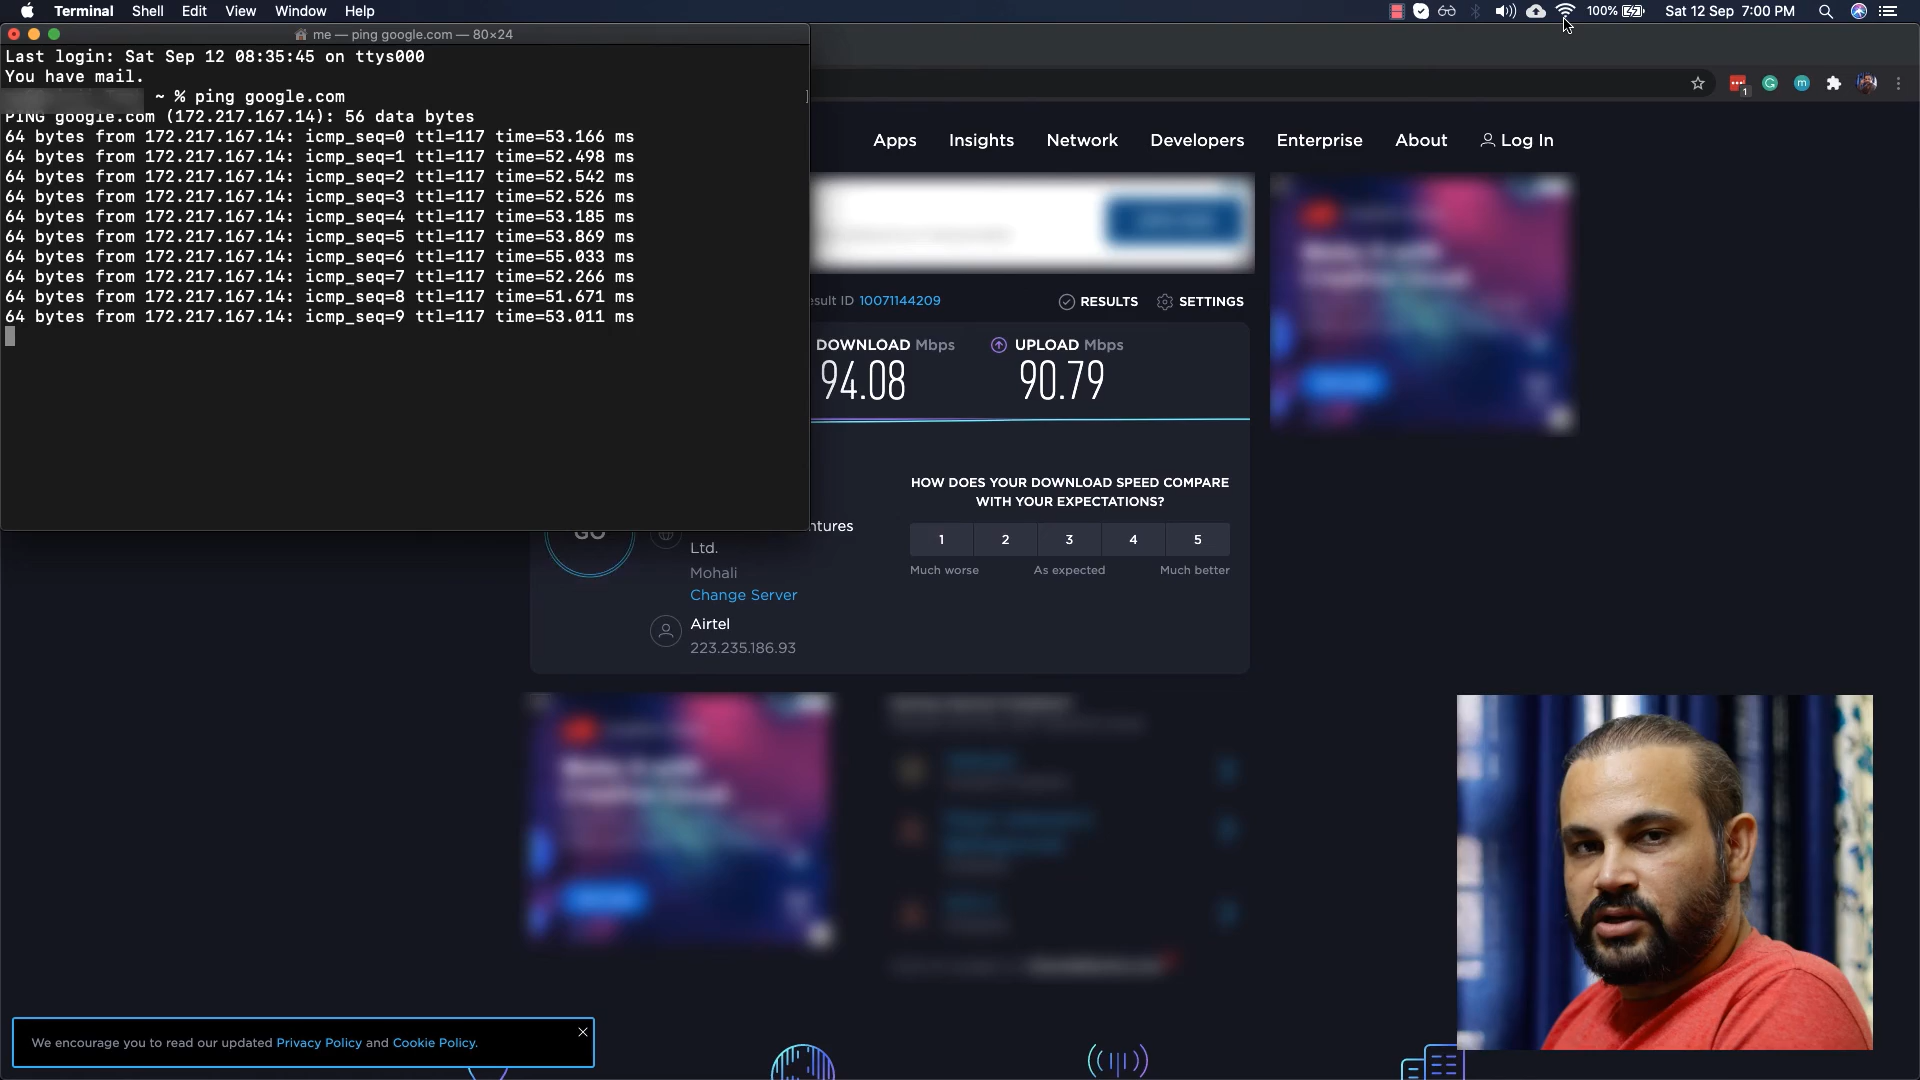 Terminal Shell Edit View Window Help
100% Sat 12 Sep 7:00 PM
me — ping google.com — 80×24
Last login: Sat Sep 12 08:35:45 on ttys000
You have mail.
~ % ping google.com
PING google.com (172.217.167.14): 56 data bytes
64 bytes from 172.217.167.14: icmp_seq=0 ttl=117 time=53.166 ms
64 bytes from 172.217.167.14: icmp_seq=1 ttl=117 time=52.498 ms
64 bytes from 172.217.167.14: icmp_seq=2 ttl=117 time=52.542 ms
64 bytes from 172.217.167.14: icmp_seq=3 ttl=117 time=52.526 ms
64 bytes from 172.217.167.14: icmp_seq=4 ttl=117 time=53.185 ms
64 bytes from 172.217.167.14: icmp_seq=5 ttl=117 time=53.869 ms
64 bytes from 172.217.167.14: icmp_seq=6 ttl=117 time=55.033 ms
64 bytes from 172.217.167.14: icmp_seq=7 ttl=117 time=52.266 ms
64 bytes from 172.217.167.14: icmp_seq=8 ttl=117 time=51.671 ms
64 bytes from 172.217.167.14: icmp_seq=9 ttl=117 time=53.011 ms
1
Apps Insights Network Developers Enterprise About Log In
esult ID 10071144209 RESULTS SETTINGS
DOWNLOAD Mbps UPLOAD Mbps
94.08 90.79
HOW DOES YOUR DOWNLOAD SPEED COMPARE
WITH YOUR EXPECTATIONS?
1 2 3 4 5
Much worse As expected Much better
GO
ntures
Ltd.
Mohali
Change Server
Airtel
223.235.186.93
We encourage you to read our updated Privacy Policy and Cookie Policy.